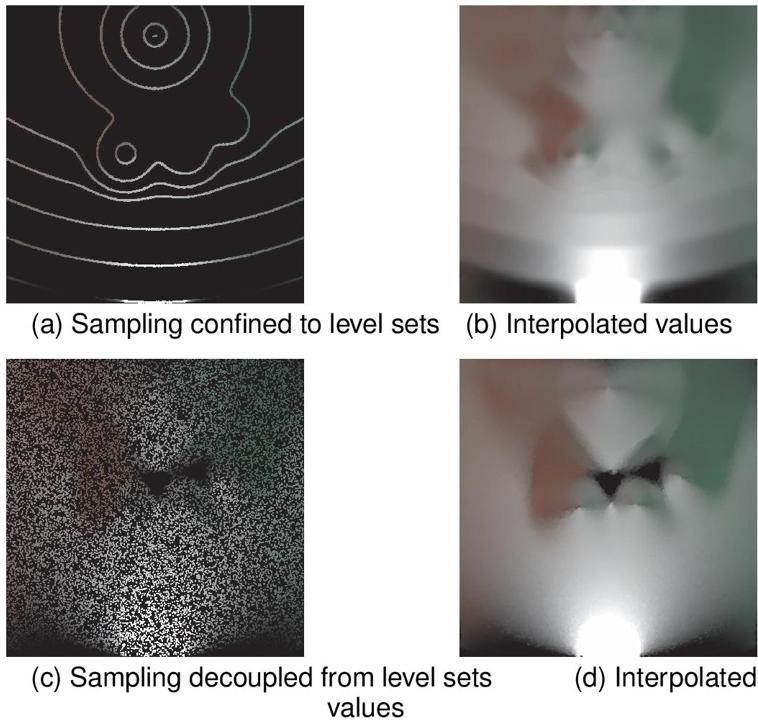 (a) Sampling confined to level sets (b) Interpolated values
(c) Sampling decoupled from level sets (d) Interpolated
values